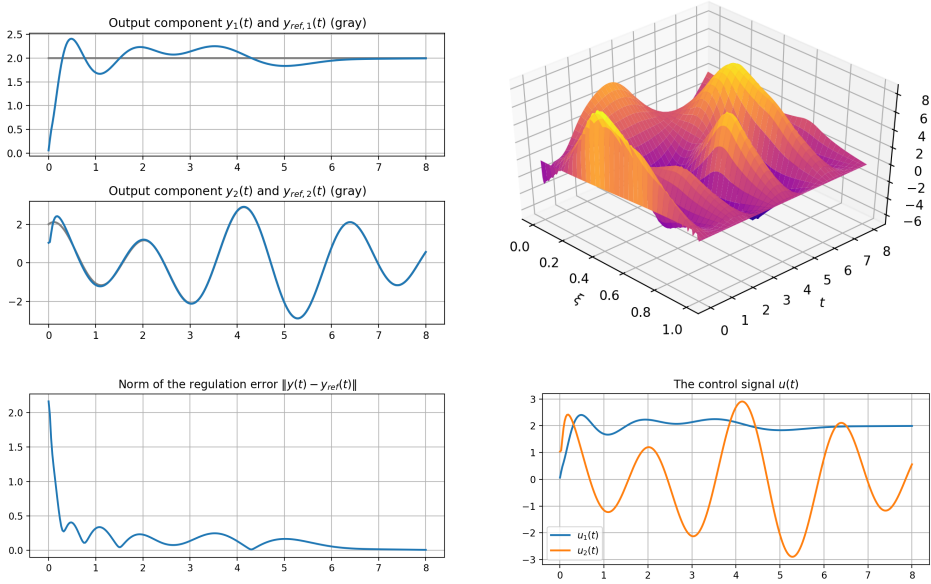 Output component y₁(t) and y_ref,1(t) (gray)
2.5
2.0
1.5
1.0
0.5
0.0
0 1 2 3 4 5 6 7 8
Output component y₂(t) and y_ref,2(t) (gray)
2
0
−2
0 1 2 3 4 5 6 7 8
8
6
4
2
0
−2
−4
−6
0.0 0.2 0.4 0.6 0.8 1.0
ξ
0 1 2 3 4 5 6 7 8
t
Norm of the regulation error ‖y(t) − y_ref(t)‖
2.0
1.5
1.0
0.5
0.0
0 1 2 3 4 5 6 7 8
The control signal u(t)
3
2
1
0
−1
−2
−3
u₁(t)
u₂(t)
0 1 2 3 4 5 6 7 8